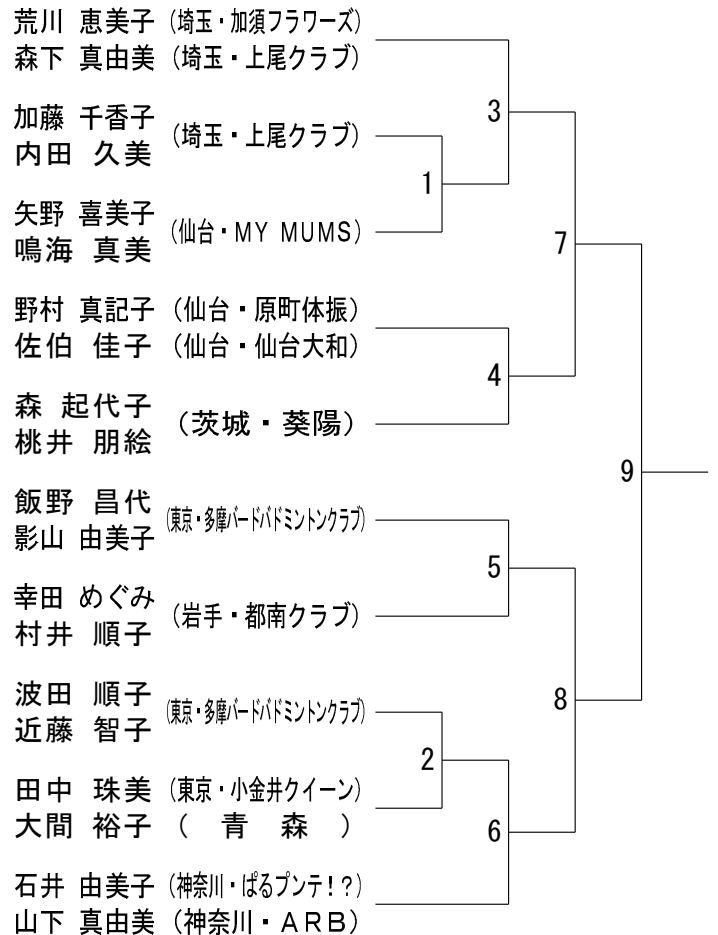 荒川 恵美子 (埼玉・加須フラワーズ)
森下 真由美 (埼玉・上尾クラブ)
3
加藤 千香子
(埼玉・上尾クラブ)
内田 久美
1
矢野 喜美子
(仙台・MY MUMS)
鳴海 真美
7
野村 真記子 (仙台・原町体振)
佐伯 佳子 (仙台・仙台大和)
4
森 起代子
(茨城・葵陽)
桃井 朋絵
9
飯野 昌代
(東京・多摩バードバドミントンクラブ)
影山 由美子
5
幸田 めぐみ
(岩手・都南クラブ)
村井 順子
8
波田 順子
(東京・多摩バードバドミントンクラブ)
近藤 智子
2
田中 珠美 (東京・小金井クイーン)
大間 裕子 ( 青 森 )
6
石井 由美子 (神奈川・ぱるプンテ!?)
山下 真由美 (神奈川・ARB)